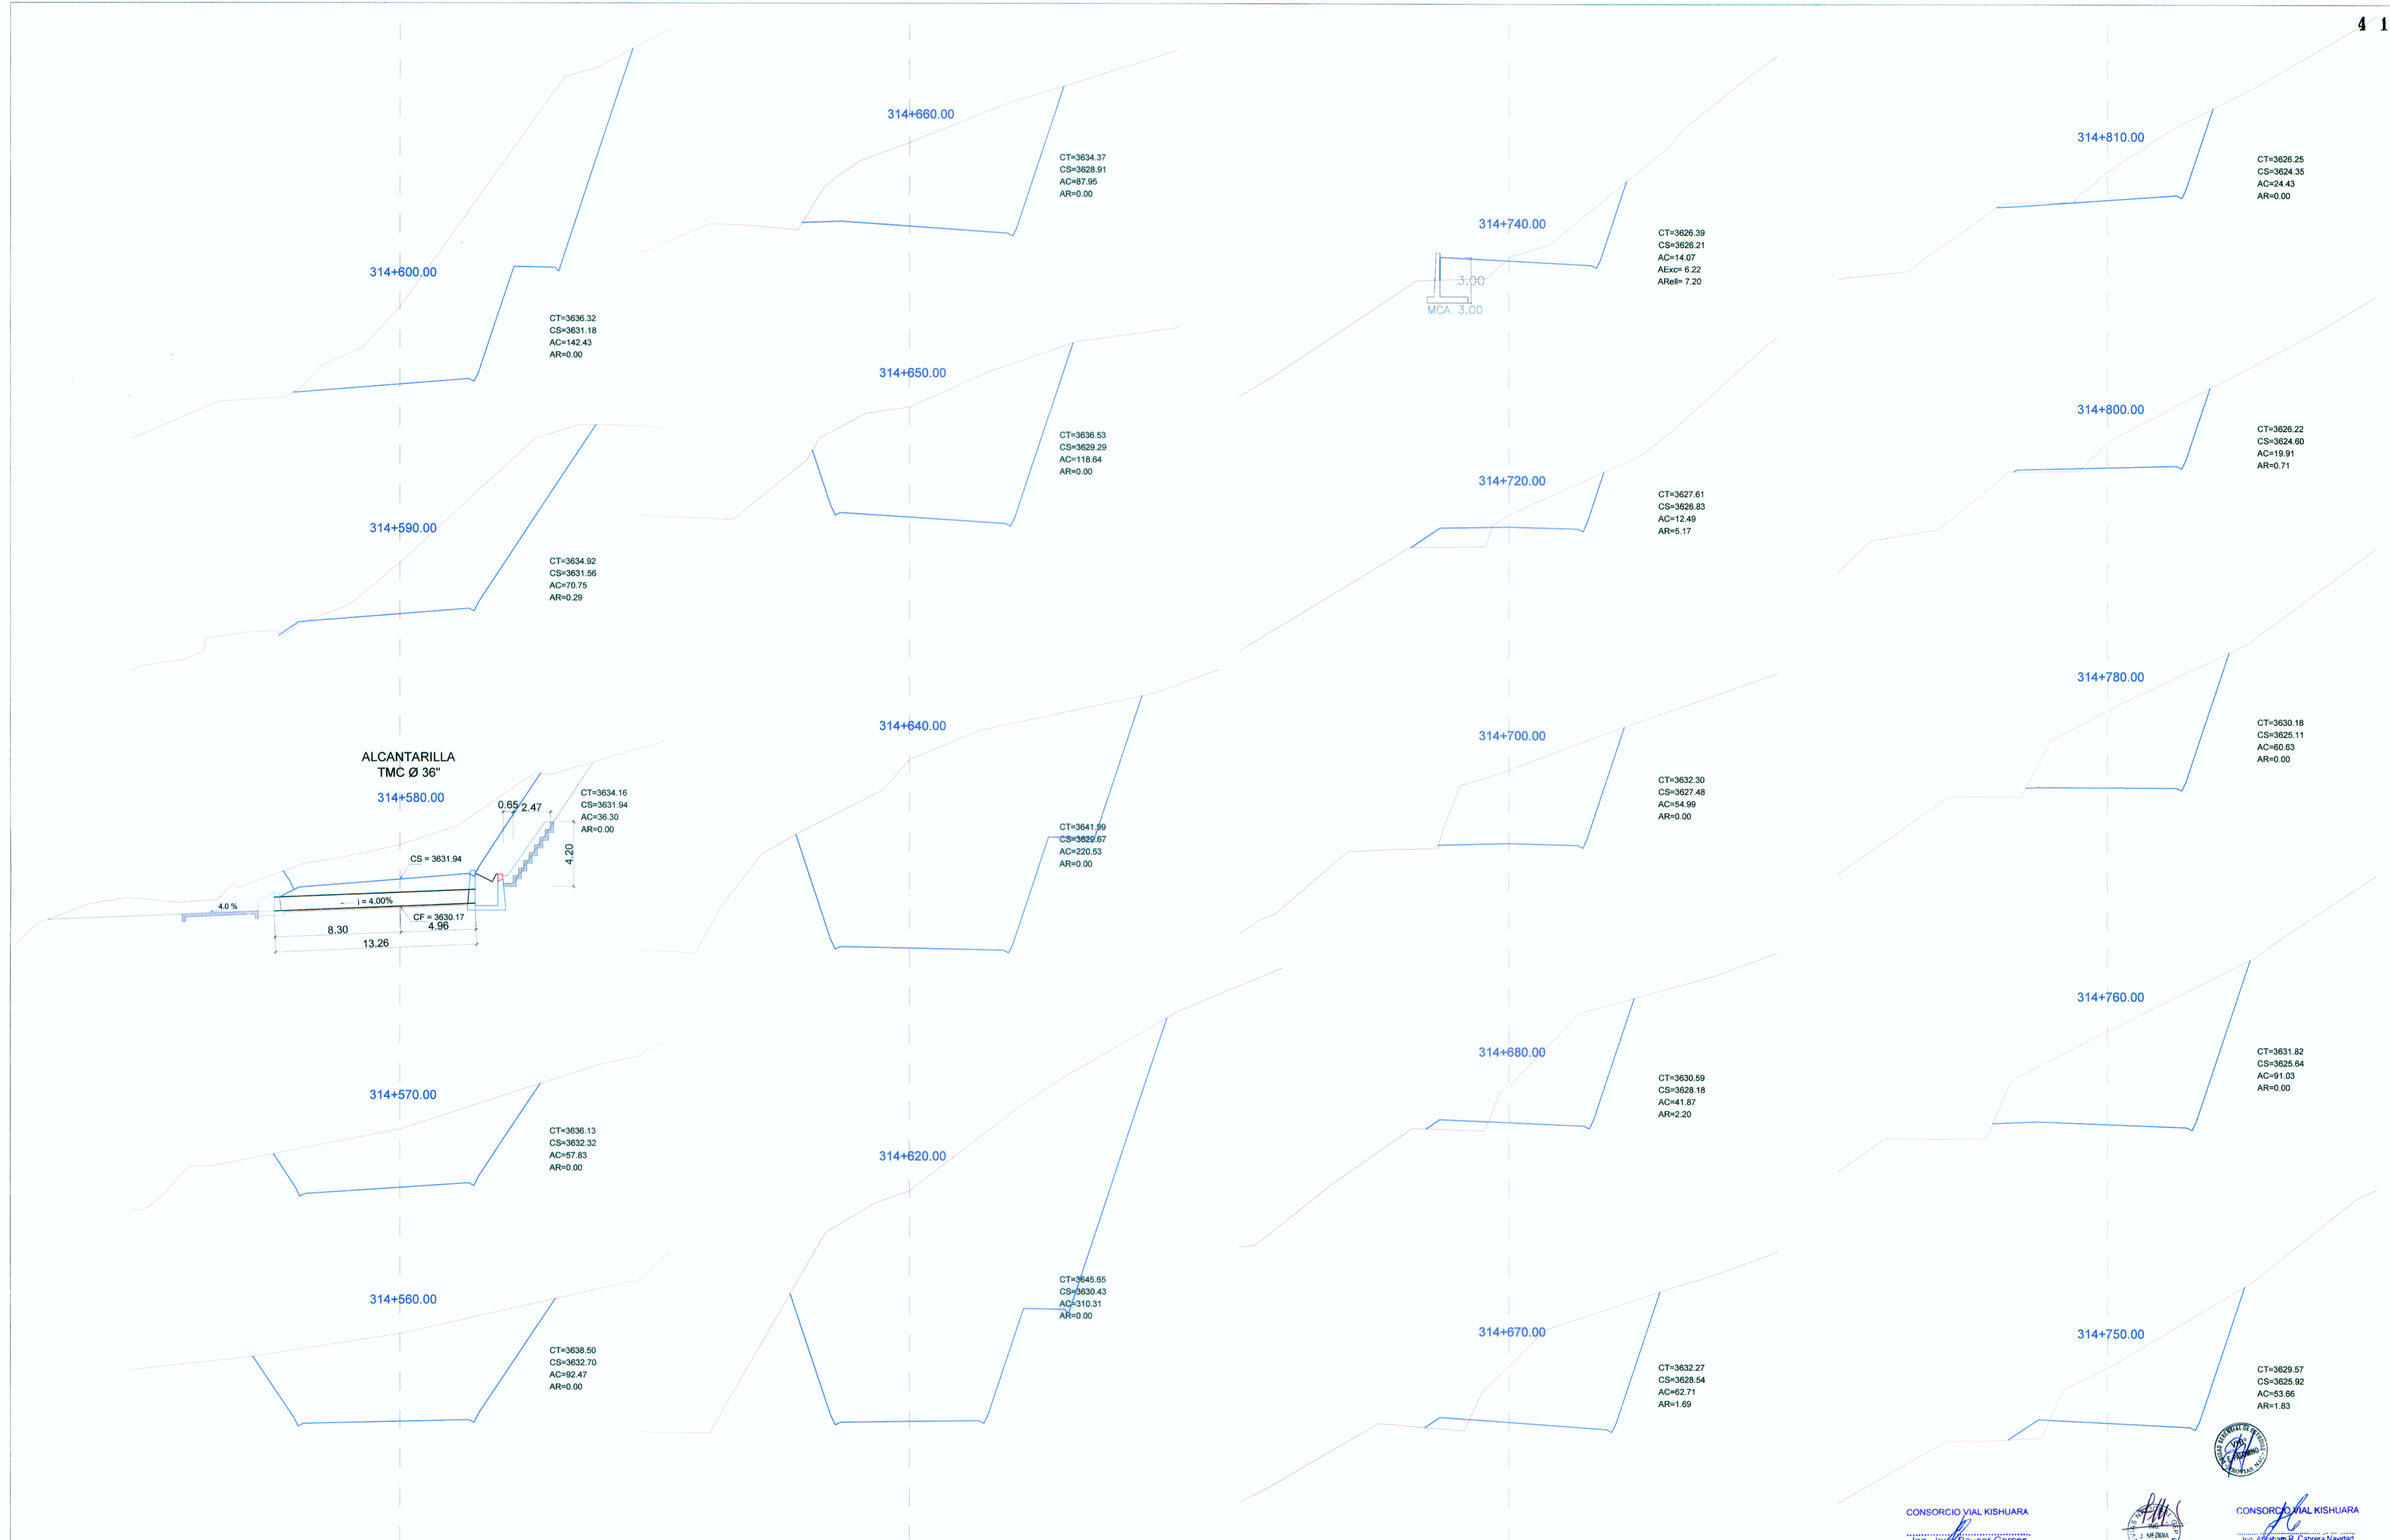 4 1
314+600.00
CT=3636.32
CS=3631.18
AC=142.43
AR=0.00
314+590.00
CT=3634.92
CS=3631.56
AC=70.75
AR=0.29
ALCANTARILLA
TMC Ø 36"
314+580.00
CT=3634.16
CS=3631.94
AC=36.30
AR=0.00
0.65
2.47
4.20
CS = 3631.94
4.0 %
i = 4.00%
CF = 3630.17
8.30
4.96
13.26
314+570.00
CT=3636.13
CS=3632.32
AC=57.83
AR=0.00
314+560.00
CT=3638.50
CS=3632.70
AC=92.47
AR=0.00
314+660.00
CT=3634.37
CS=3628.91
AC=87.95
AR=0.00
314+650.00
CT=3636.53
CS=3629.29
AC=118.64
AR=0.00
314+640.00
CT=3641.99
CS=3629.67
AC=220.53
AR=0.00
314+620.00
CT=3645.65
CS=3630.43
AC=310.31
AR=0.00
314+740.00
CT=3626.39
CS=3626.21
AC=14.07
AExc= 6.22
ARell= 7.20
3.00
MCA 3.00
314+720.00
CT=3627.61
CS=3626.83
AC=12.49
AR=5.17
314+700.00
CT=3632.30
CS=3627.48
AC=54.99
AR=0.00
314+680.00
CT=3630.59
CS=3628.18
AC=41.87
AR=2.20
314+670.00
CT=3632.27
CS=3628.54
AC=62.71
AR=1.69
314+810.00
CT=3626.25
CS=3624.35
AC=24.43
AR=0.00
314+800.00
CT=3626.22
CS=3624.60
AC=19.91
AR=0.71
314+780.00
CT=3630.18
CS=3625.11
AC=60.63
AR=0.00
314+760.00
CT=3631.82
CS=3625.64
AC=91.03
AR=0.00
314+750.00
CT=3629.57
CS=3625.92
AC=53.66
AR=1.83
CONSORCIO VIAL KISHUARA
J. MEDINA
CONSORCIO VIAL KISHUARA
Ing. Abraham R. Cabrera Navidad